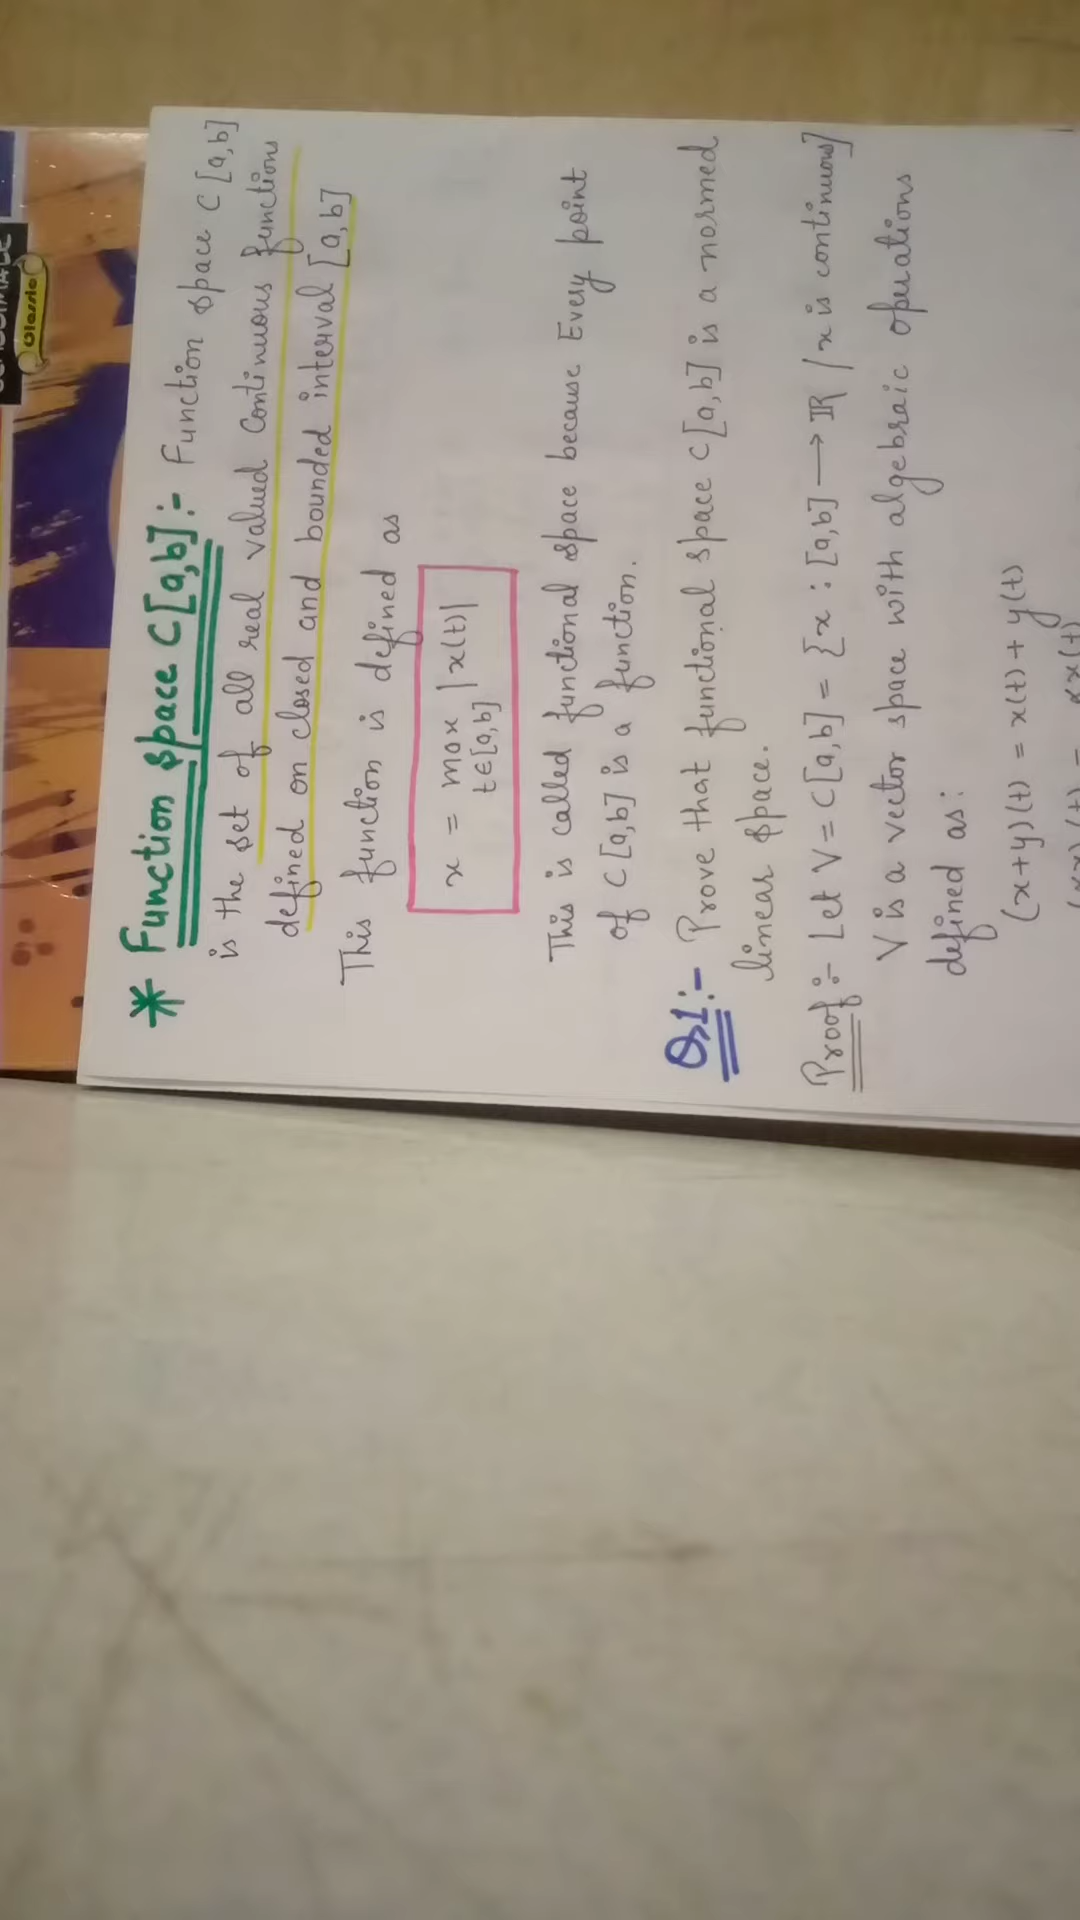 Classic
* Function space C[a,b] :- Function space C[a,b]
is the set of all real valued Continuous functions
defined on closed and bounded interval [a,b]
This function is defined as
x = max |x(t)|
t∈[a,b]
This is called functional space because Every point
of C[a,b] is a function.
Q.1:- Prove that functional space C[a,b] is a normed
linear space.
Proof:- Let V = C[a,b] = {x : [a,b] → ℝ / x is continuous}
V is a vector space with algebraic operations
defined as:
(x+y)(t) = x(t) + y(t)